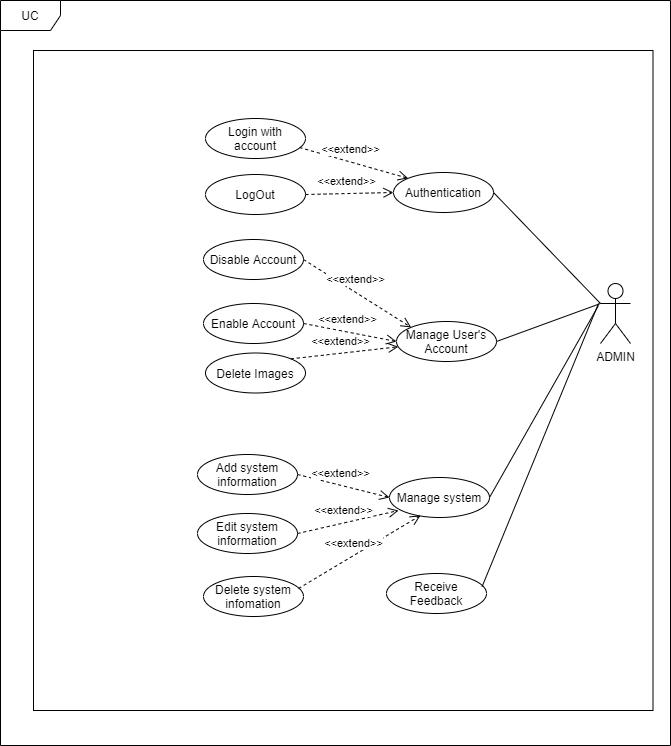 UC
Login with
account
<<extend>>
LogOut
<<extend>>
Authentication
Disable Account
<<extend>>
Enable Account
<<extend>>
Manage User's
Account
<<extend>>
Delete Images
ADMIN
Add system
information
<<extend>>
Manage system
<<extend>>
Edit system
information
<<extend>>
Delete system
infomation
Receive
Feedback